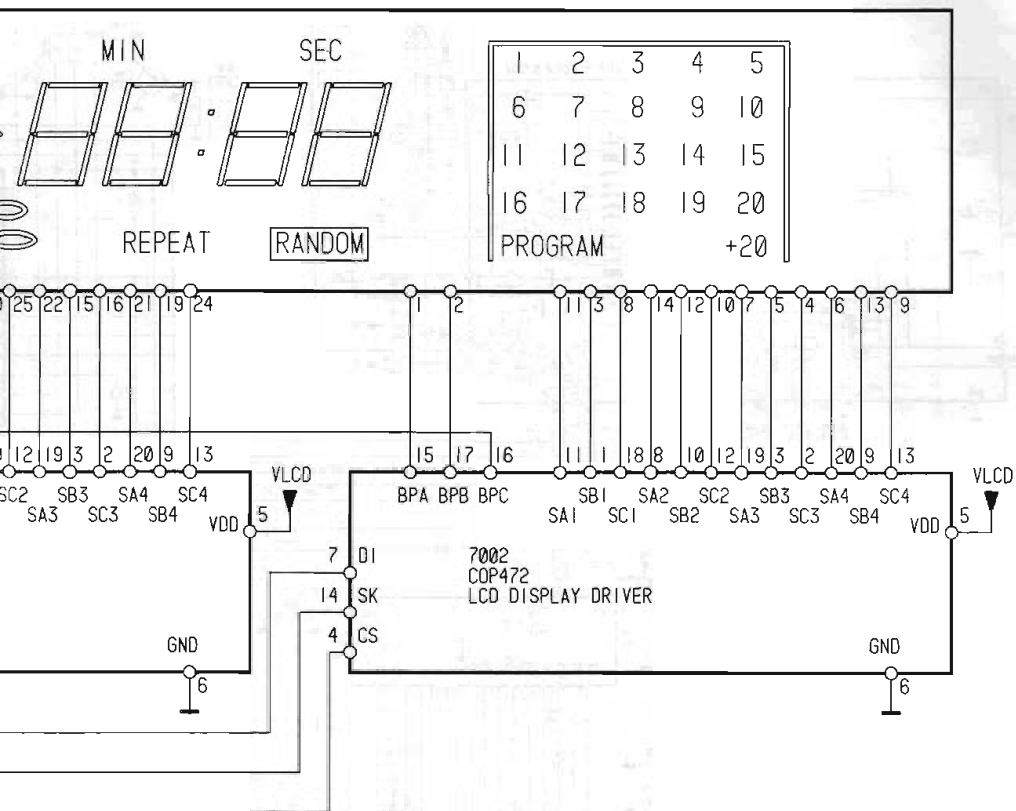 MIN SEC
1 2 3 4 5
6 7 8 9 10
11 12 13 14 15
16 17 18 19 20
REPEAT RANDOM PROGRAM +20
25 22 15 16 21 19 24 1 2 11 3 8 14 12 10 7 5 4 6 13 9
12 19 3 2 20 9 13 15 17 16 11 1 18 8 10 12 19 3 2 20 9 13
VLCD VLCD
SC2 SB3 SA4 SC4 BPA BPB BPC SB1 SA2 SC2 SB3 SA4 SC4
SA3 SC3 SB4 SA1 SC1 SB2 SA3 SC3 SB4
VDD 5 VDD 5
7 DI 7002
COP472
14 SK LCD DISPLAY DRIVER
4 CS
GND GND
6 6